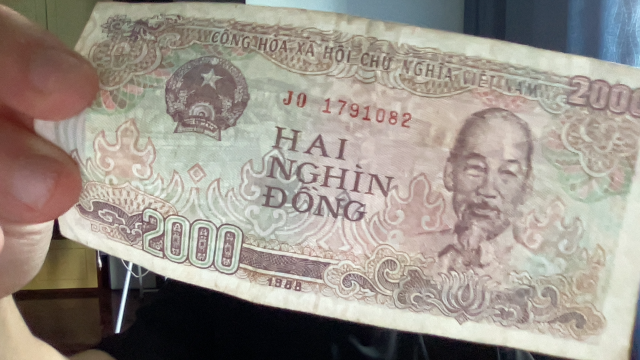 CỘNG HÒA XÃ HỘI CHỦ NGHĨA VIỆT NAM
2000
JO 1791082
HAI
NGHÌN
ĐỒNG
2000
1988